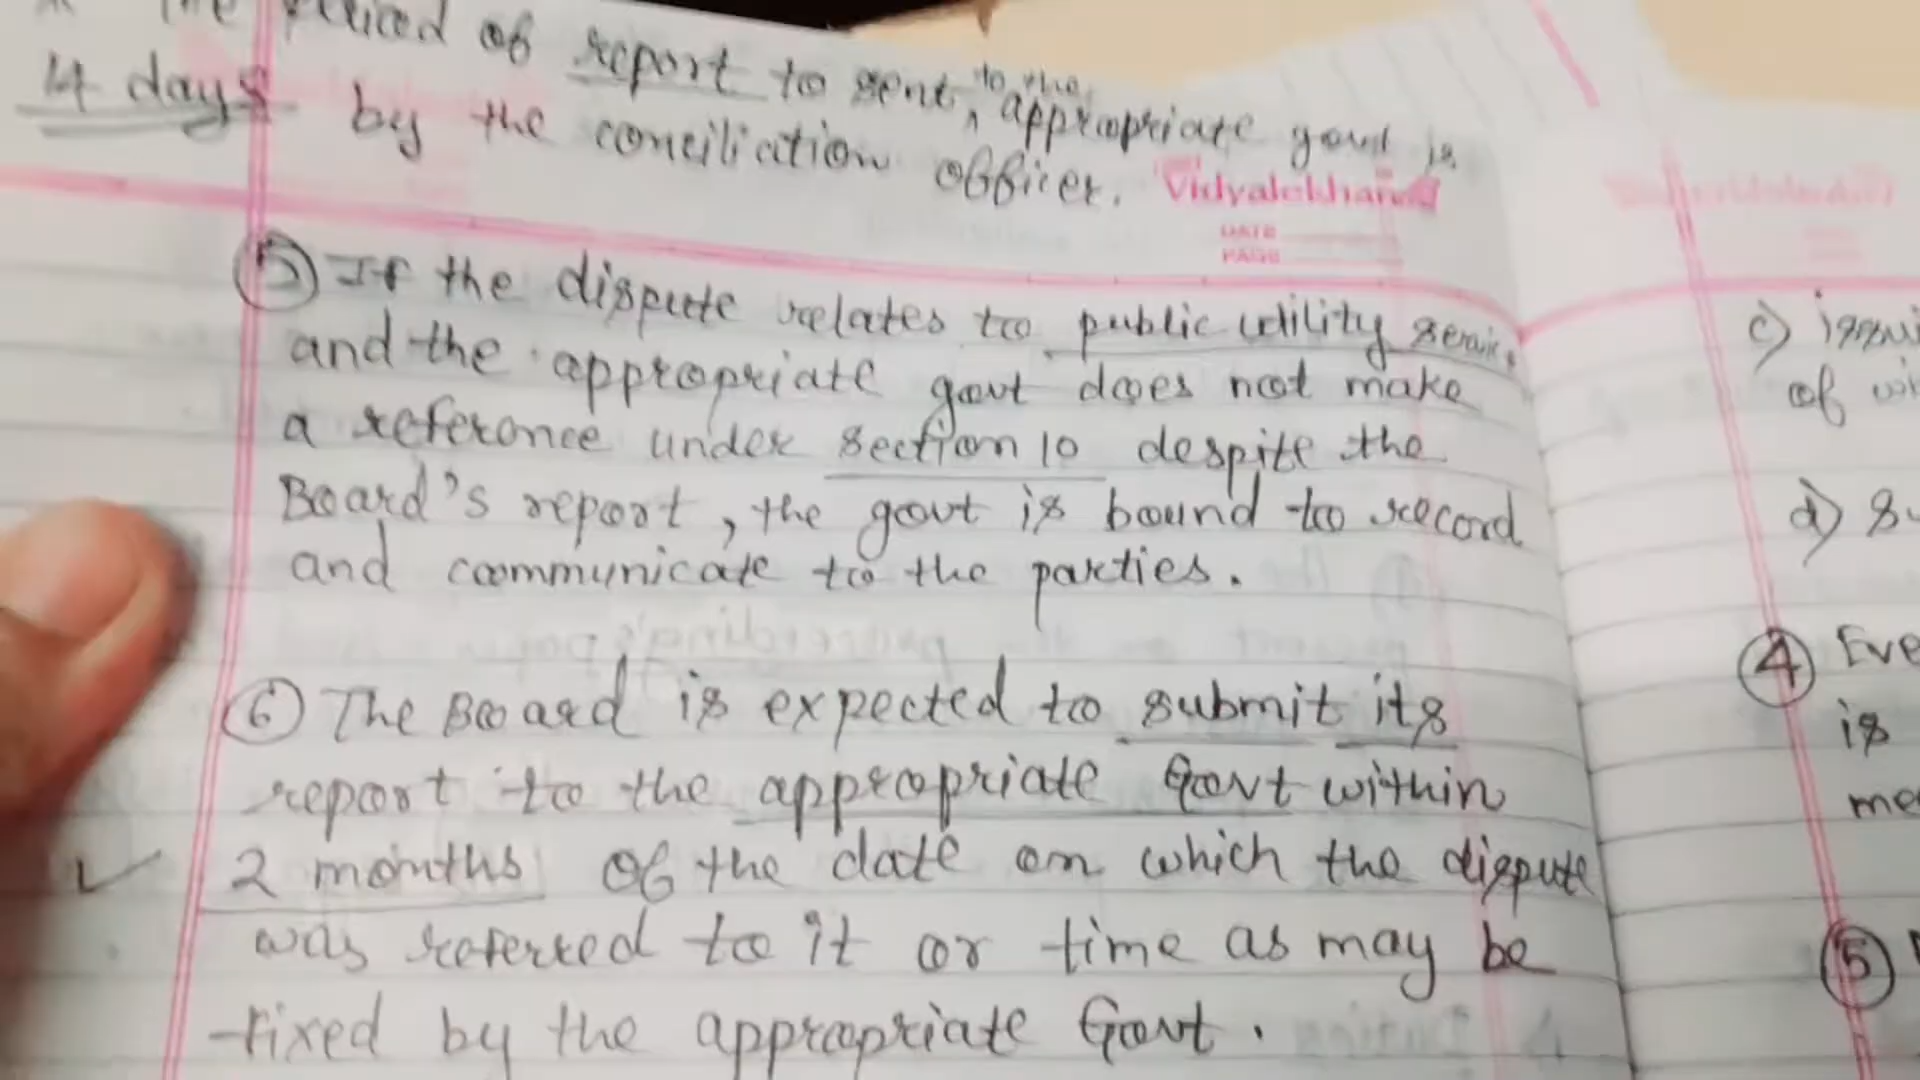 The period of report to sent to the appropriate govt is
14 days by the conciliation officer.
Vidyalekhan
DATE
PAGE
5 If the dispute relates to public utility service
and the appropriate govt does not make
a reference under section 10 despite the
Board's report, the govt is bound to record
and communicate to the parties.
6 The Board is expected to submit its
report to the appropriate Govt within
2 months of the date on which the dispute
was referred to it or time as may be
fixed by the appropriate Govt.
c)
of
d)
4
is
5